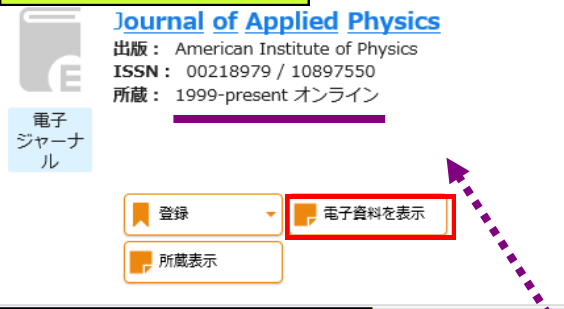 Journal of Applied Physics
出版： American Institute of Physics
ISSN： 00218979 / 10897550
所蔵： 1999-present オンライン
E
電子
ジャーナ
ル
登録
電子資料を表示
所蔵表示